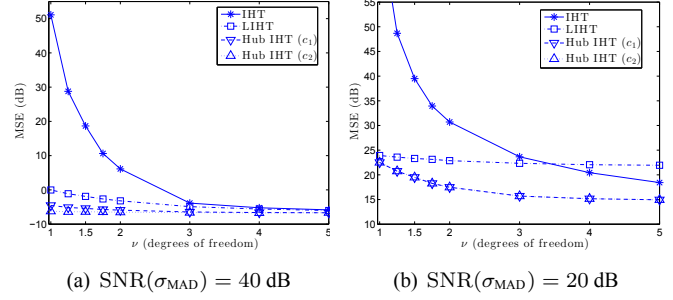 IHT
LIHT
Hub IHT (c₁)
Hub IHT (c₂)
MSE (dB)
50
40
30
20
10
0
−10
1 1.5 2 3 4 5
ν (degrees of freedom)
(a) SNR(σ_MAD) = 40 dB
IHT
LIHT
Hub IHT (c₁)
Hub IHT (c₂)
MSE (dB)
55
50
45
40
35
30
25
20
15
10
1 1.5 2 3 4 5
ν (degrees of freedom)
(b) SNR(σ_MAD) = 20 dB